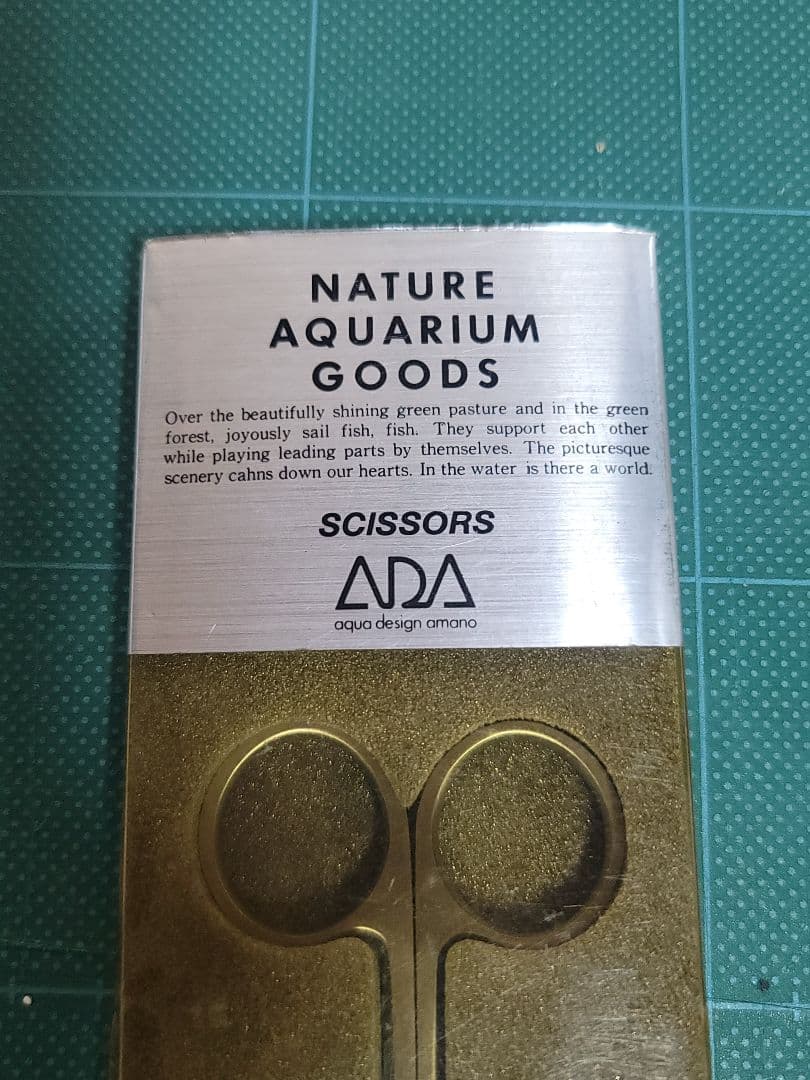 NATURE
AQUARIUM
GOODS
Over the beautifully shining green pasture and in the green
forest, joyously sail fish, fish. They support each other
while playing leading parts by themselves. The picturesque
scenery cahns down our hearts. In the water is there a world.
SCISSORS
ADA
aqua design amano